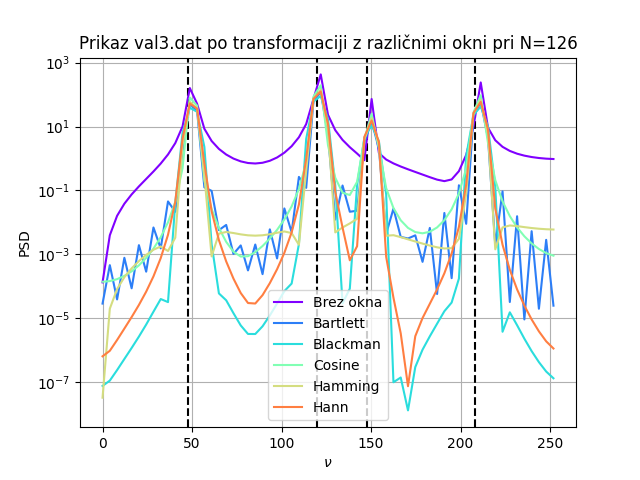 Prikaz val3.dat po transformaciji z različnimi okni pri N=126
PSD
10³
10¹
10⁻¹
10⁻³
10⁻⁵
10⁻⁷
Brez okna
Bartlett
Blackman
Cosine
Hamming
Hann
0 50 100 150 200 250
ν